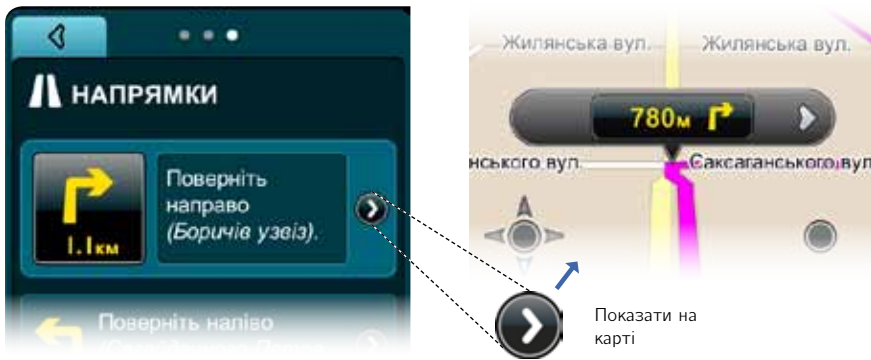 НАПРЯМКИ
Поверніть
направо
(Боричів узвіз).
1.1км
Поверніть наліво
Жилянська вул.
Жилянська вул.
780м
нського вул.
Саксаганського вул
Показати на
карті